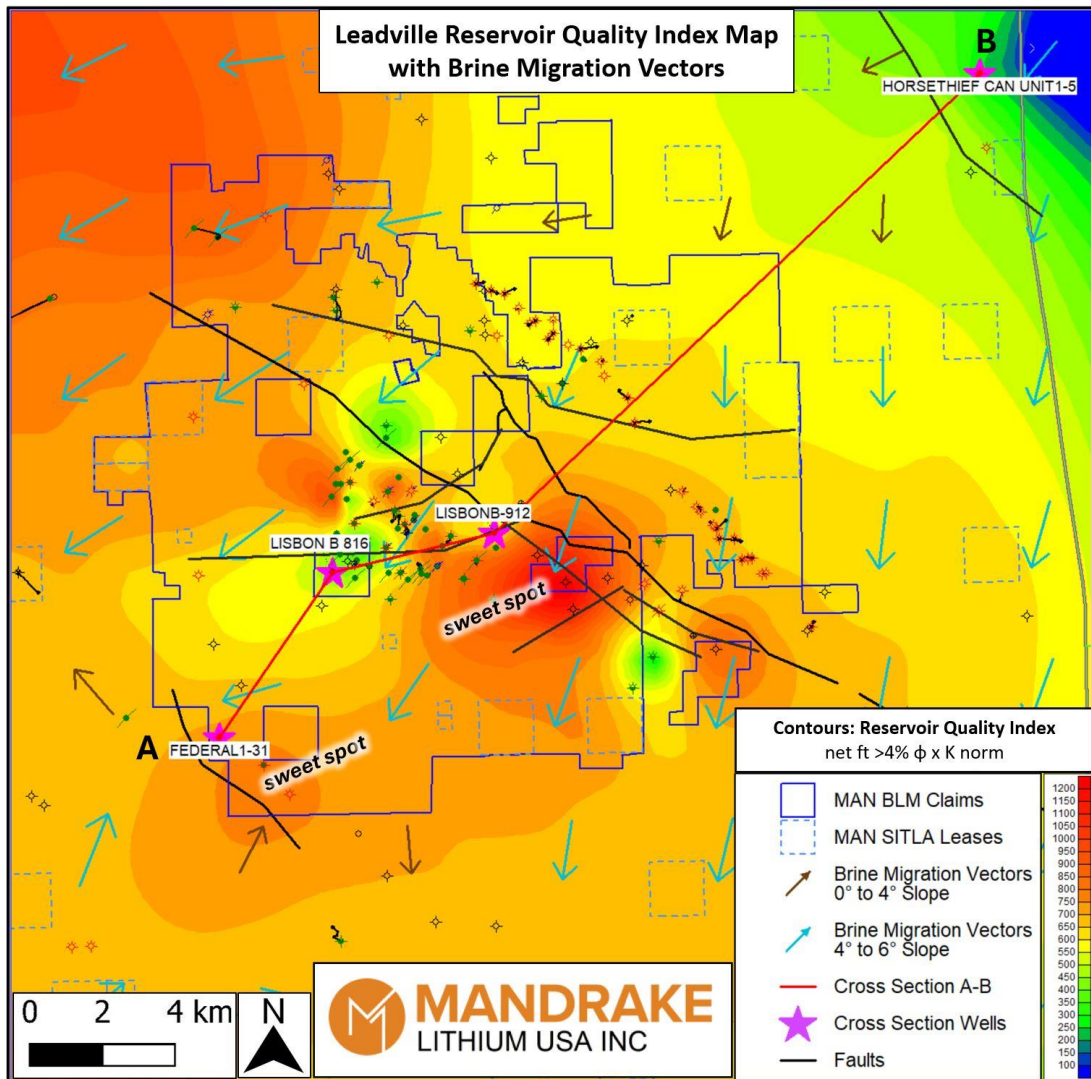 Leadville Reservoir Quality Index Map
with Brine Migration Vectors
B
HORSETHIEF CAN UNIT1-5
LISBONB-912
LISBON B 816
sweet spot
A
FEDERAL1-31
sweet spot
Contours: Reservoir Quality Index
net ft >4% ϕ x K norm
MAN BLM Claims
MAN SITLA Leases
Brine Migration Vectors
0° to 4° Slope
Brine Migration Vectors
4° to 6° Slope
Cross Section A-B
Cross Section Wells
Faults
1200
1150
1100
1050
1000
950
900
850
800
750
700
650
600
550
500
450
400
350
300
250
200
150
100
0 2 4 km
N
MANDRAKE
LITHIUM USA INC